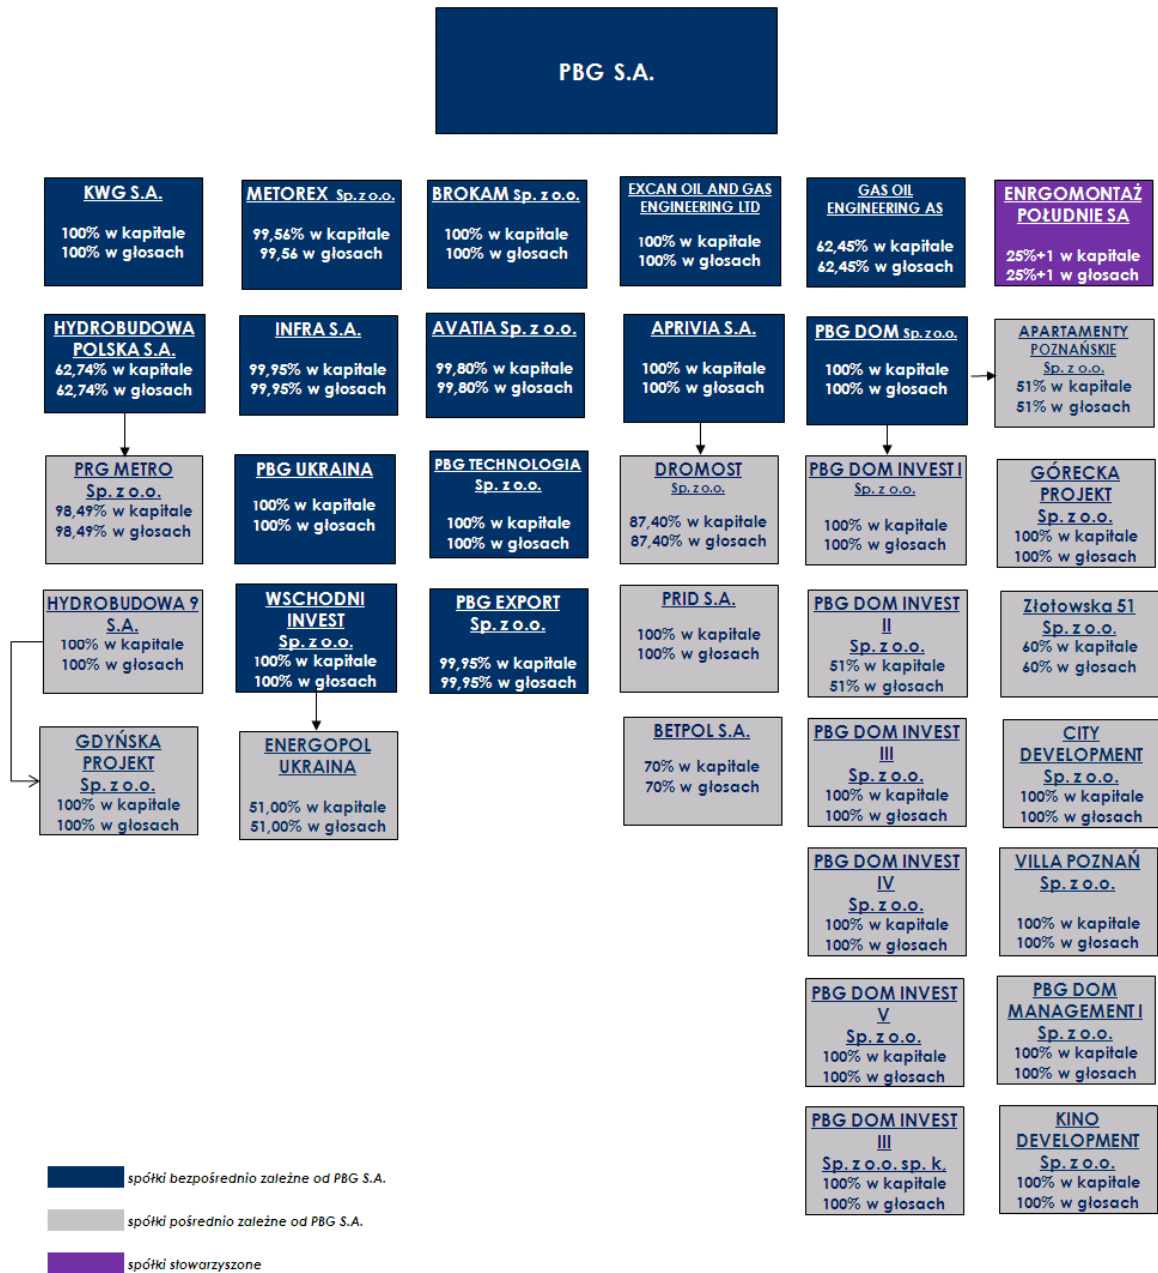 PBG S.A.
KWG S.A.
100% w kapitale
100% w głosach
METOREX Sp. z o.o.
99,56% w kapitale
99,56 w głosach
BROKAM Sp. z o.o.
100% w kapitale
100% w głosach
EXCAN OIL AND GAS
ENGINEERING LTD
100% w kapitale
100% w głosach
GAS OIL
ENGINEERING AS
62,45% w kapitale
62,45% w głosach
ENRGOMONTAŻ
POŁUDNIE SA
25%+1 w kapitale
25%+1 w głosach
HYDROBUDOWA
POLSKA S.A.
62,74% w kapitale
62,74% w głosach
INFRA S.A.
99,95% w kapitale
99,95% w głosach
AVATIA Sp. z o.o.
99,80% w kapitale
99,80% w głosach
APRIVIA S.A.
100% w kapitale
100% w głosach
PBG DOM Sp. z o.o.
100% w kapitale
100% w głosach
APARTAMENTY
POZNAŃSKIE
Sp. z o.o.
51% w kapitale
51% w głosach
PRG METRO
Sp. z o.o.
98,49% w kapitale
98,49% w głosach
PBG UKRAINA
100% w kapitale
100% w głosach
PBG TECHNOLOGIA
Sp. z o.o.
100% w kapitale
100% w głosach
DROMOST
Sp. z o.o.
87,40% w kapitale
87,40% w głosach
PBG DOM INVEST I
Sp. z o.o.
100% w kapitale
100% w głosach
GÓRECKA
PROJEKT
Sp. z o.o.
100% w kapitale
100% w głosach
HYDROBUDOWA 9
S.A.
100% w kapitale
100% w głosach
WSCHODNI
INVEST
Sp. z o.o.
100% w kapitale
100% w głosach
PBG EXPORT
Sp. z o.o.
99,95% w kapitale
99,95% w głosach
PRID S.A.
100% w kapitale
100% w głosach
PBG DOM INVEST
II
Sp. z o.o.
51% w kapitale
51% w głosach
Złotowska 51
Sp. z o.o.
60% w kapitale
60% w głosach
GDYŃSKA
PROJEKT
Sp. z o.o.
100% w kapitale
100% w głosach
ENERGOPOL
UKRAINA
51,00% w kapitale
51,00% w głosach
BETPOL S.A.
70% w kapitale
70% w głosach
PBG DOM INVEST
III
Sp. z o.o.
100% w kapitale
100% w głosach
CITY
DEVELOPMENT
Sp. z o.o.
100% w kapitale
100% w głosach
PBG DOM INVEST
IV
Sp. z o.o.
100% w kapitale
100% w głosach
VILLA POZNAŃ
Sp. z o.o.
100% w kapitale
100% w głosach
PBG DOM INVEST
V
Sp. z o.o.
100% w kapitale
100% w głosach
PBG DOM
MANAGEMENT I
Sp. z o.o.
100% w kapitale
100% w głosach
PBG DOM INVEST
III
Sp. z o.o. sp. k.
100% w kapitale
100% w głosach
KINO
DEVELOPMENT
Sp. z o.o.
100% w kapitale
100% w głosach
spółki bezpośrednio zależne od PBG S.A.
spółki pośrednio zależne od PBG S.A.
spółki stowarzyszone